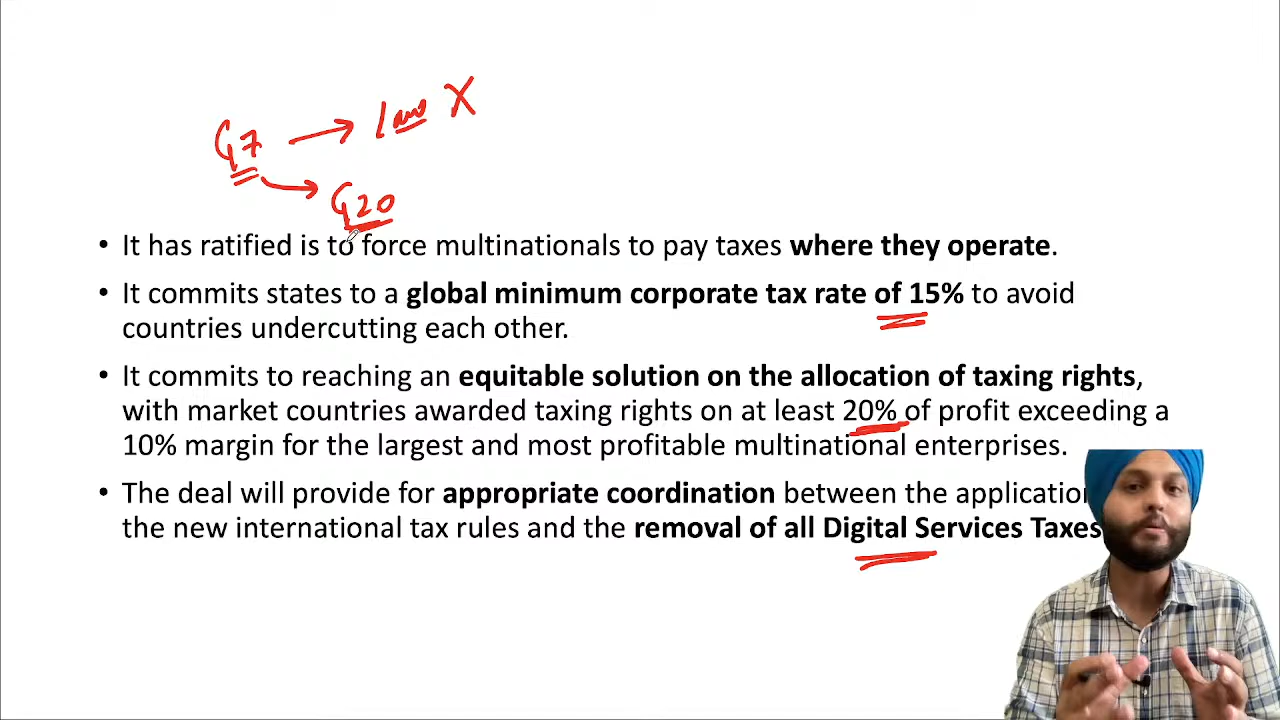 G7 → law X
G20
• It has ratified is to force multinationals to pay taxes where they operate.
• It commits states to a global minimum corporate tax rate of 15% to avoid
countries undercutting each other.
• It commits to reaching an equitable solution on the allocation of taxing rights,
with market countries awarded taxing rights on at least 20% of profit exceeding a
10% margin for the largest and most profitable multinational enterprises.
• The deal will provide for appropriate coordination between the application
the new international tax rules and the removal of all Digital Services Taxes